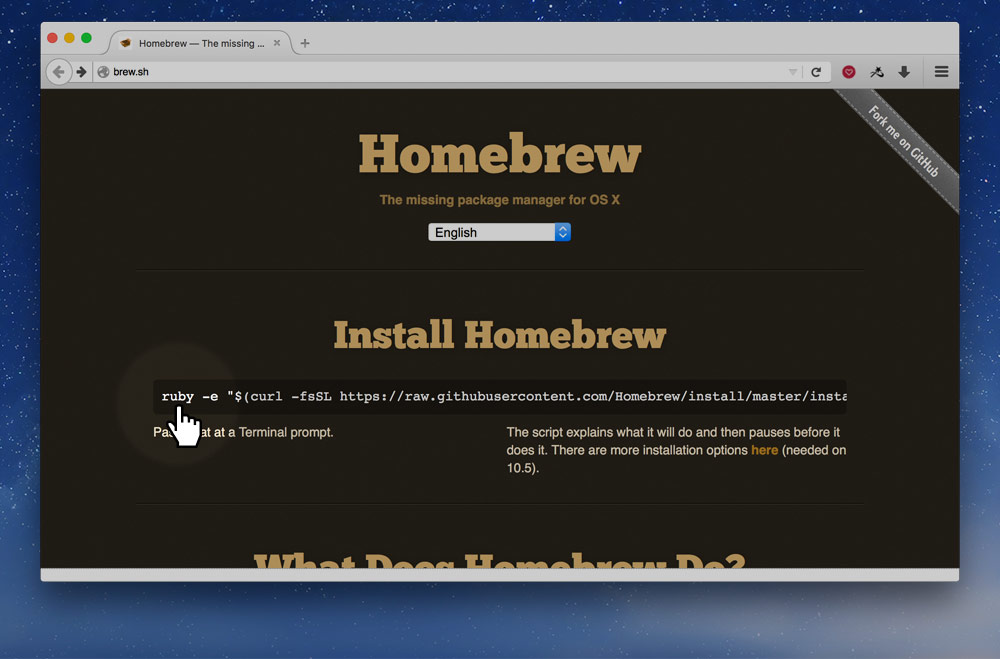 Homebrew — The missing ...
brew.sh
Fork me on GitHub
Homebrew
The missing package manager for OS X
English
Install Homebrew
ruby -e "$(curl -fsSL https://raw.githubusercontent.com/Homebrew/install/master/insta
Pas at at a Terminal prompt.
The script explains what it will do and then pauses before it
does it. There are more installation options here (needed on
10.5).
What Does Homebrew Do?